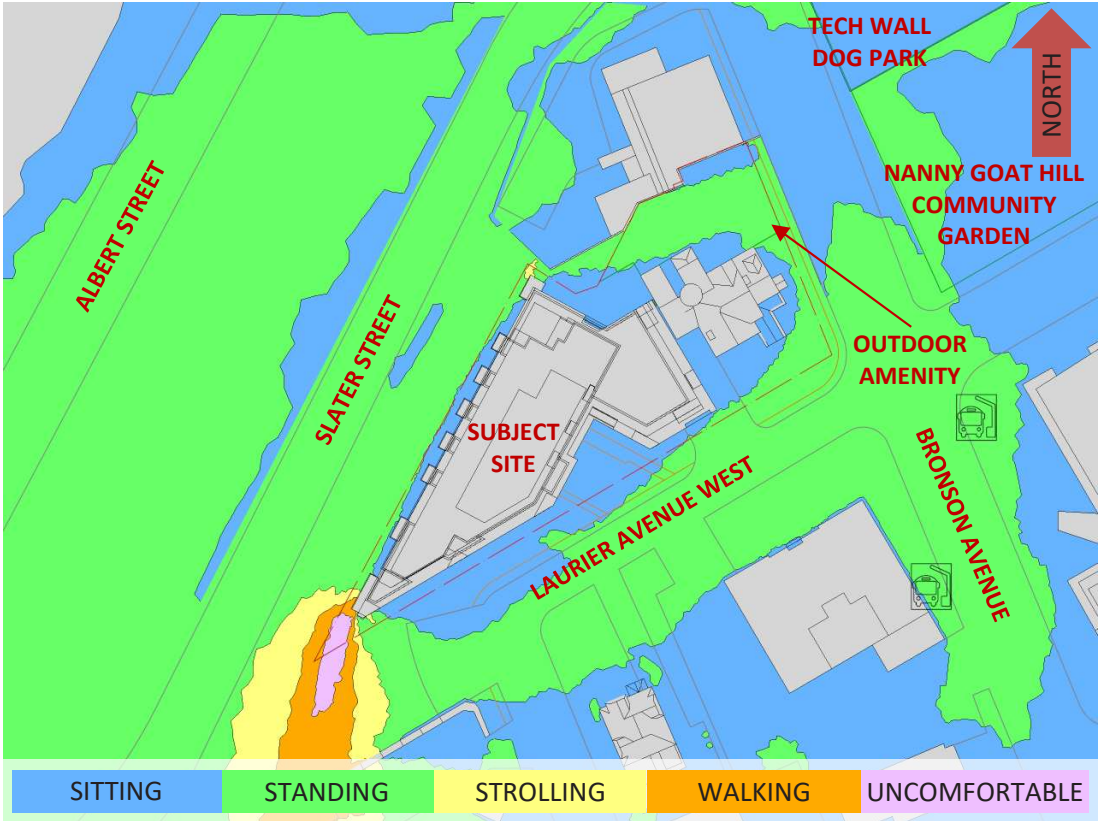 TECH WALL
DOG PARK
NORTH
NANNY GOAT HILL
COMMUNITY
GARDEN
ALBERT STREET
SLATER STREET
OUTDOOR
AMENITY
SUBJECT
SITE
LAURIER AVENUE WEST
BRONSON AVENUE
SITTING
STANDING
STROLLING
WALKING
UNCOMFORTABLE